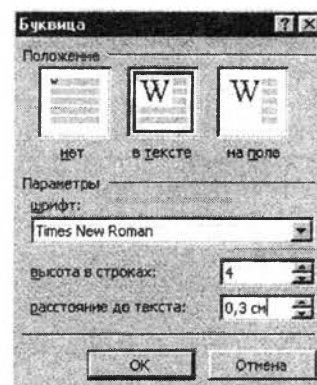 Буквица
Положение
W W
нет в тексте на поле
Параметры
шрифт:
Times New Roman
высота в строках: 4
расстояние до текста: 0,3 см
ОК Отмена